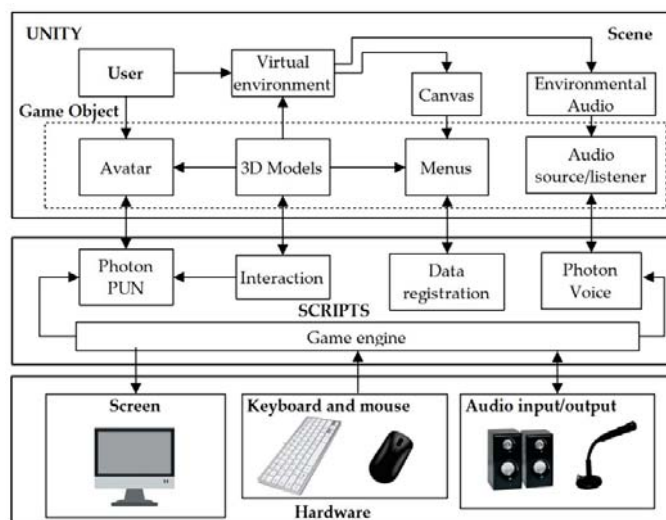 UNITY
Scene
User
Virtual
environment
Canvas
Environmental
Audio
Game Object
Avatar
3D Models
Menus
Audio
source/listener
Photon
PUN
Interaction
Data
registration
Photon
Voice
SCRIPTS
Game engine
Screen
Keyboard and mouse
Audio input/output
Hardware